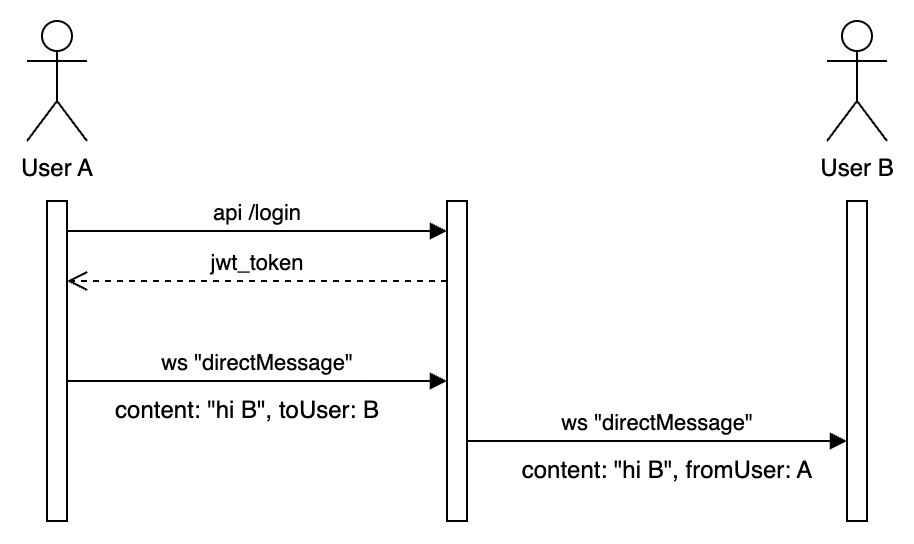 User A
User B
api /login
jwt_token
ws "directMessage"
content: "hi B", toUser: B
ws "directMessage"
content: "hi B", fromUser: A